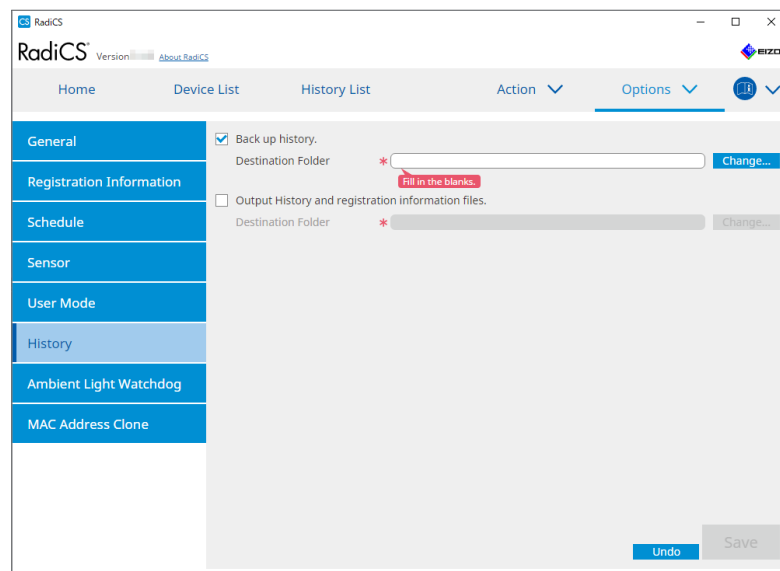 CS RadiCS
RadiCS® Version About RadiCS
EIZO
Home Device List History List Action Options
General
Registration Information
Schedule
Sensor
User Mode
History
Ambient Light Watchdog
MAC Address Clone
Back up history.
Destination Folder * Change...
Fill in the blanks.
Output History and registration information files.
Destination Folder * Change...
Undo Save